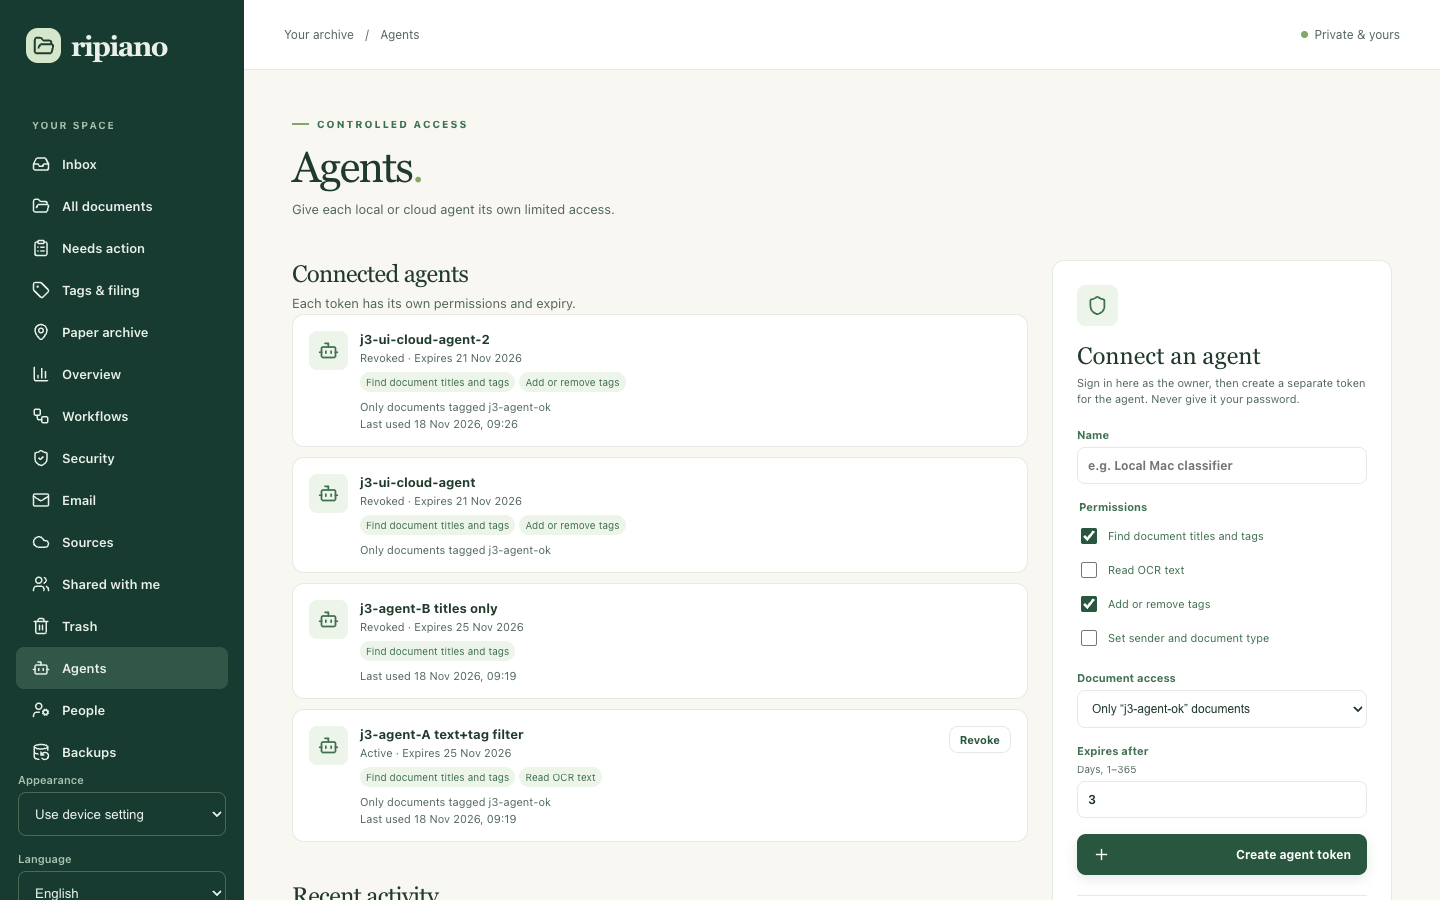 ripiano
Your archive / Agents
Private & yours
YOUR SPACE
Inbox
All documents
Needs action
Tags & filing
Paper archive
Overview
Workflows
Security
Email
Sources
Shared with me
Trash
Agents
People
Backups
Appearance
Use device setting
Language
English
CONTROLLED ACCESS
Agents.
Give each local or cloud agent its own limited access.
Connected agents
Each token has its own permissions and expiry.
j3-ui-cloud-agent-2
Revoked · Expires 21 Nov 2026
Find document titles and tags Add or remove tags
Only documents tagged j3-agent-ok
Last used 18 Nov 2026, 09:26
j3-ui-cloud-agent
Revoked · Expires 21 Nov 2026
Find document titles and tags Add or remove tags
Only documents tagged j3-agent-ok
j3-agent-B titles only
Revoked · Expires 25 Nov 2026
Find document titles and tags
Last used 18 Nov 2026, 09:19
j3-agent-A text+tag filter
Revoke
Active · Expires 25 Nov 2026
Find document titles and tags Read OCR text
Only documents tagged j3-agent-ok
Last used 18 Nov 2026, 09:19
Recent activity
Connect an agent
Sign in here as the owner, then create a separate token
for the agent. Never give it your password.
Name
e.g. Local Mac classifier
Permissions
Find document titles and tags
Read OCR text
Add or remove tags
Set sender and document type
Document access
Only “j3-agent-ok” documents
Expires after
Days, 1–365
3
Create agent token